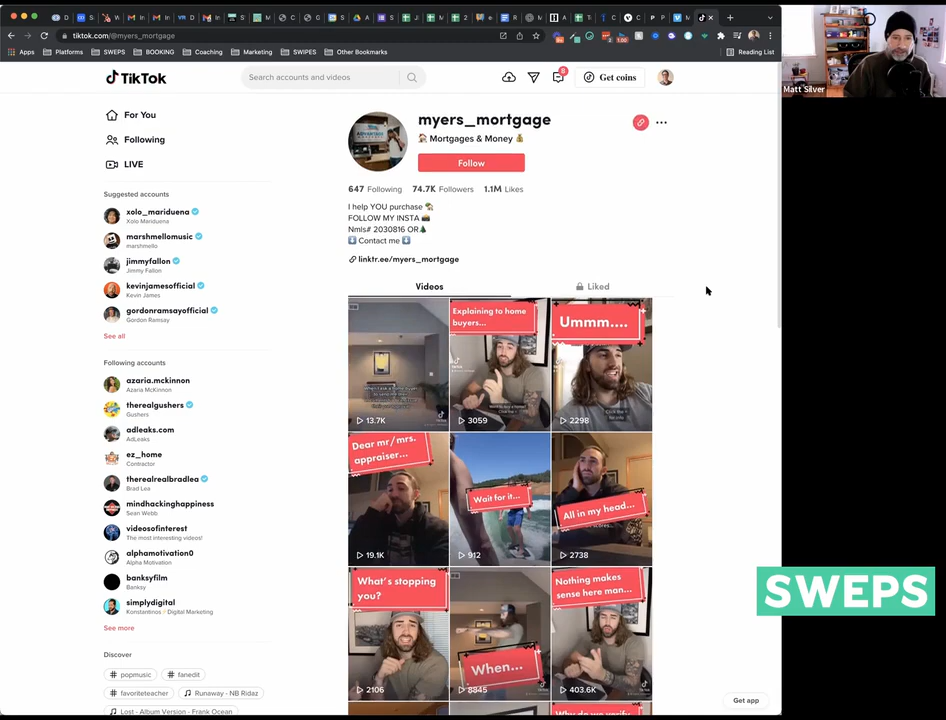 tiktok.com/@myers_mortgage
Apps
Platforms
SWEPS
BOOKING
Coaching
Marketing
SWIPES
Other Bookmarks
Reading List
Matt Silver
TikTok
Search accounts and videos
8
Get coins
For You
Following
LIVE
Suggested accounts
xolo_mariduena
Xolo Mariduena
marshmellomusic
marshmello
jimmyfallon
Jimmy Fallon
kevinjamesofficial
Kevin James
gordonramsayofficial
Gordon Ramsay
See all
Following accounts
azaria.mckinnon
Azaria McKinnon
therealgushers
Gushers
adleaks.com
AdLeaks
ez_home
Contractor
therealrealbradlea
Brad Lea
mindhackinghappiness
Sean Webb
videosofinterest
The most interesting videos!
alphamotivation0
Alpha Motivation
banksyfilm
Banksy
simplydigital
Konstantinos / Digital Marketing
See more
Discover
# popmusic
# fanedit
# favoriteteacher
Runaway - NB Ridaz
Lost - Album Version - Frank Ocean
myers_mortgage
Mortgages & Money
Follow
647 Following 74.7K Followers 1.1M Likes
I help YOU purchase
FOLLOW MY INSTA
Nmls# 2030816 OR
Contact me
linktr.ee/myers_mortgage
Videos
Liked
13.7K
Explaining to home
buyers...
3059
Ummm....
2298
Dear mr/mrs.
appraiser...
19.1K
Wait for it...
912
All in my head...
2738
What's stopping
you?
2106
When...
8845
Nothing makes
sense here man...
403.6K
Why do we verify
Get app
SWEPS